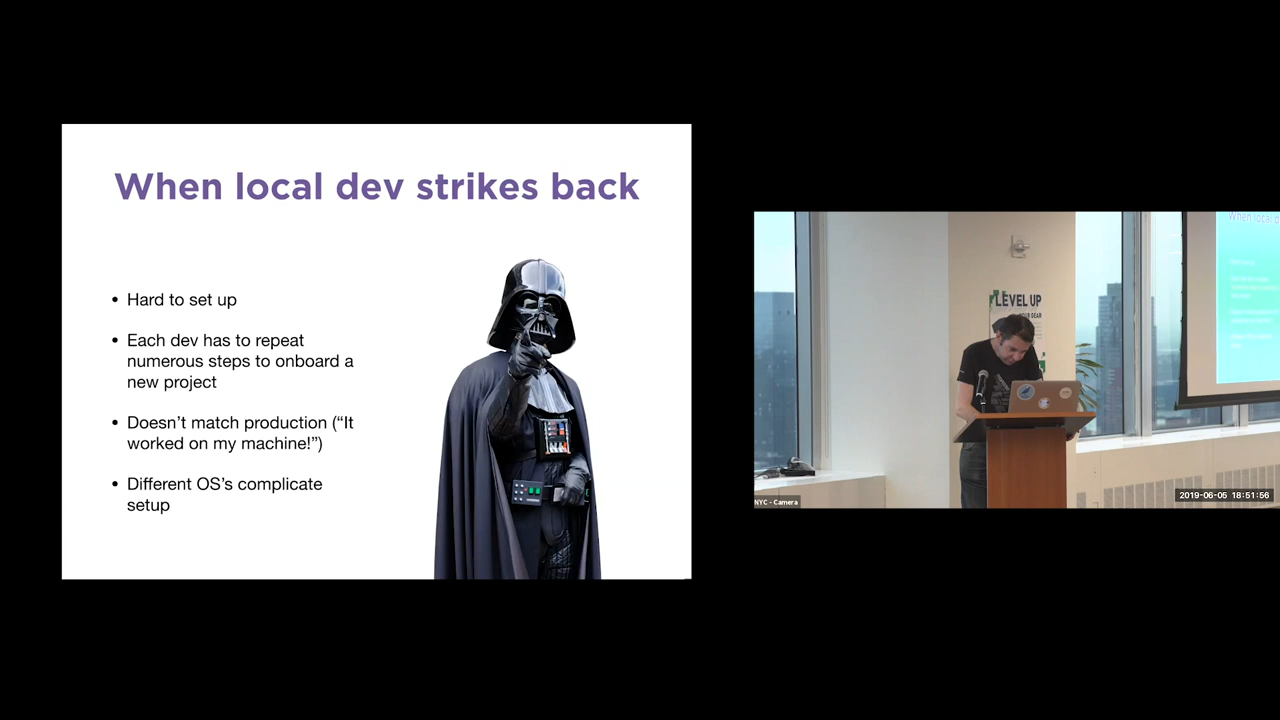 When local dev strikes back
• Hard to set up
• Each dev has to repeat
numerous steps to onboard a
new project
• Doesn’t match production (“It
worked on my machine!”)
• Different OS’s complicate
setup
When local d
LEVEL UP
NYC - Camera
2019-06-05 18:51:56